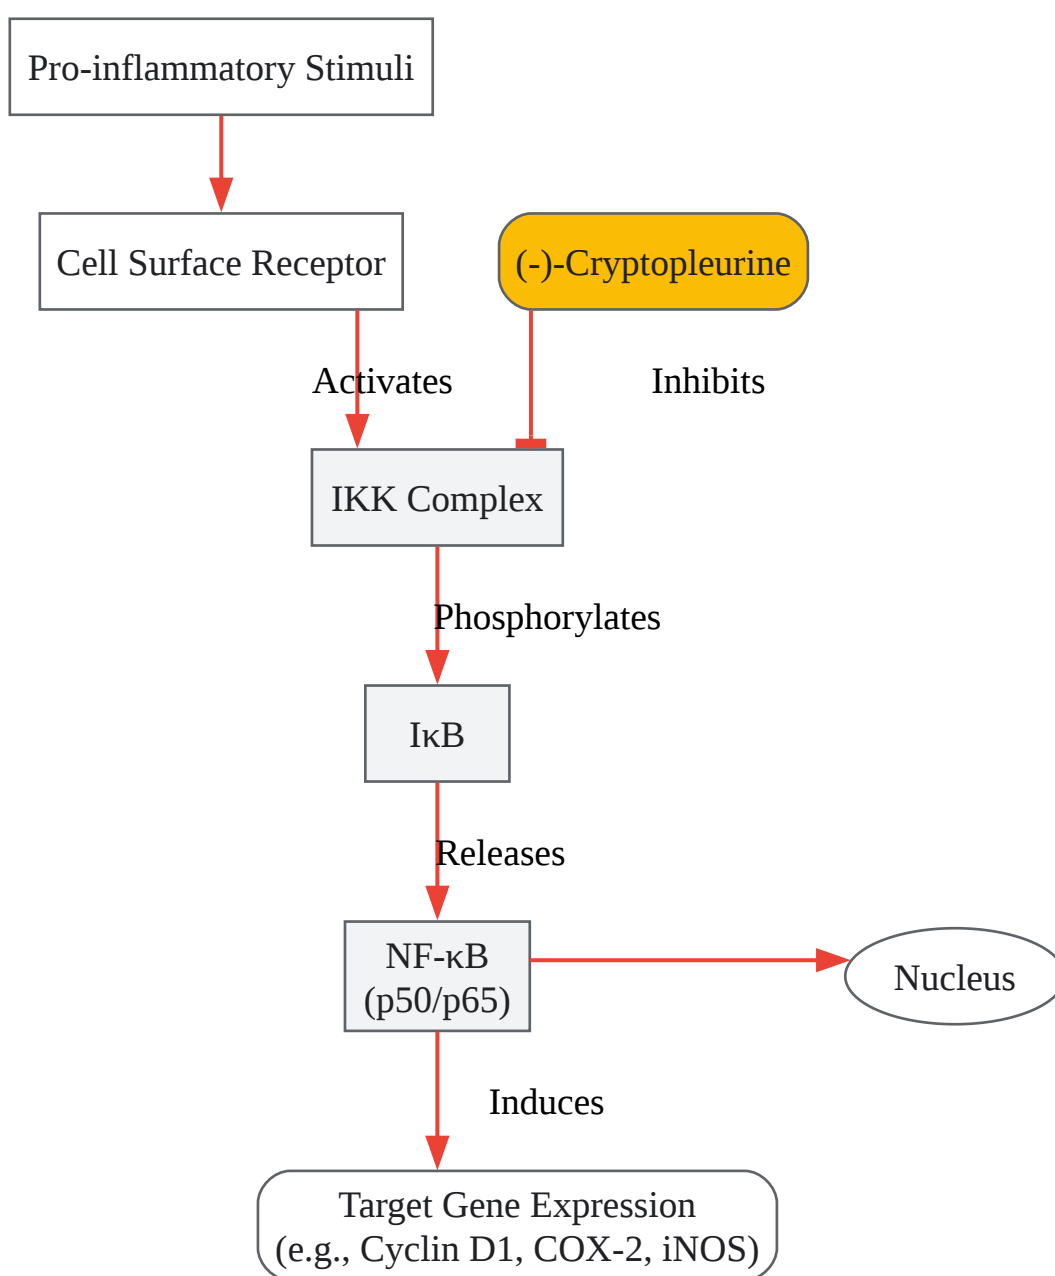 Pro-inflammatory Stimuli
Cell Surface Receptor
(-)-Cryptopleurine
Activates
Inhibits
IKK Complex
Phosphorylates
IκB
Releases
NF-κB
(p50/p65)
Nucleus
Induces
Target Gene Expression
(e.g., Cyclin D1, COX-2, iNOS)